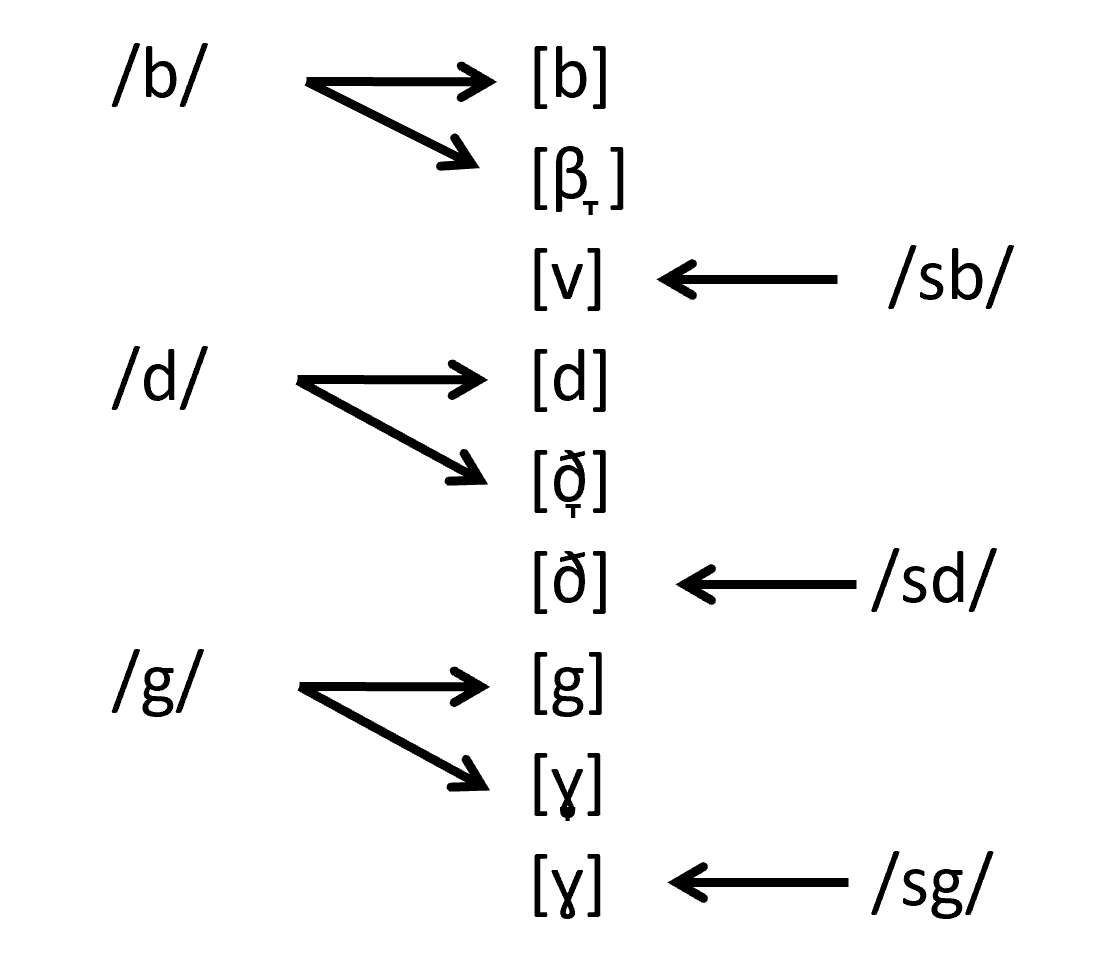 /b/ [b]
[β̞]
[v] /sb/
/d/ [d]
[ð̞]
[ð] /sd/
/g/ [g]
[ɣ̞]
[ɣ] /sg/